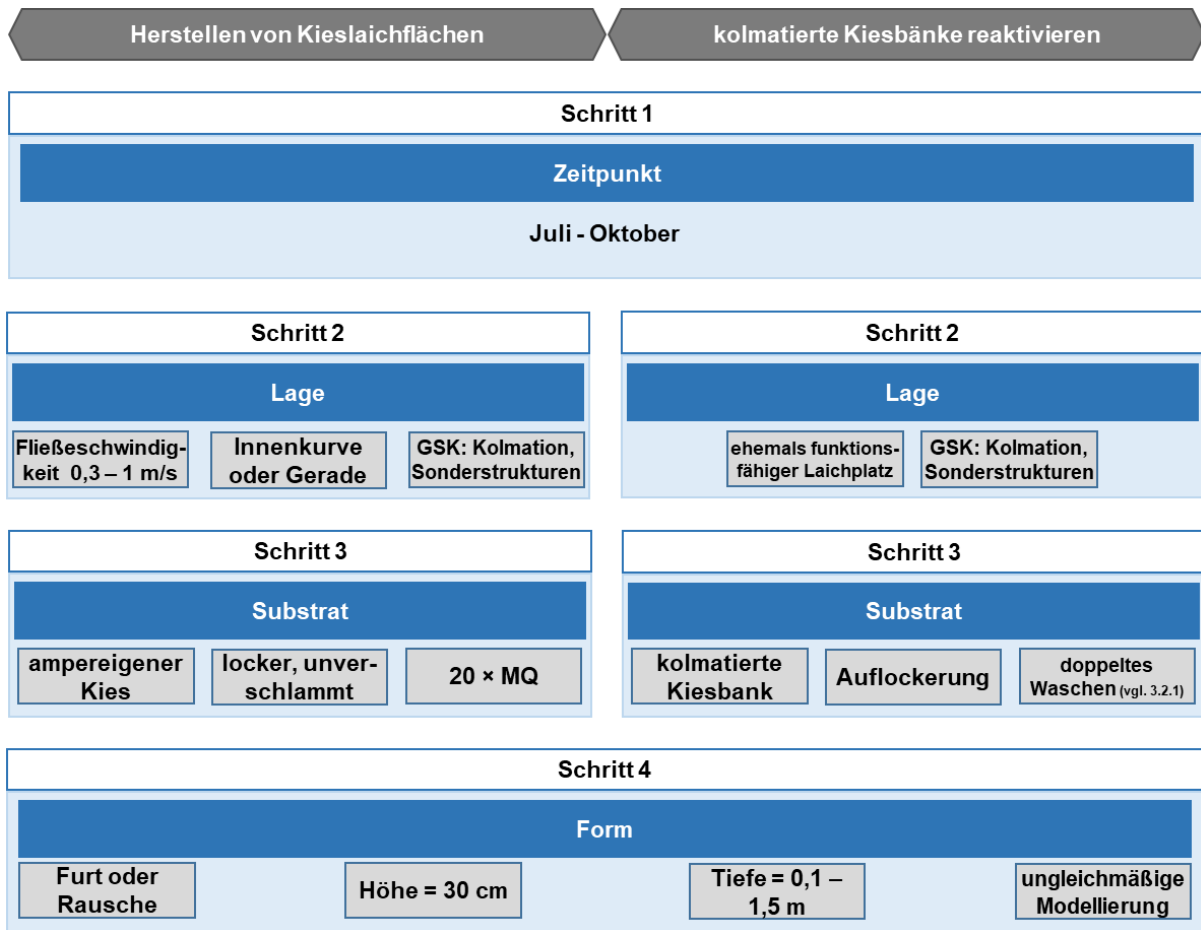 Herstellen von Kieslaichflächen
kolmatierte Kiesbänke reaktivieren
Schritt 1
Zeitpunkt
Juli - Oktober
Schritt 2
Lage
Fließeschwindig-
keit 0,3 – 1 m/s
Innenkurve
oder Gerade
GSK: Kolmation,
Sonderstrukturen
Schritt 2
Lage
ehemals funktions-
fähiger Laichplatz
GSK: Kolmation,
Sonderstrukturen
Schritt 3
Substrat
ampereigener
Kies
locker, unver-
schlammt
20 × MQ
Schritt 3
Substrat
kolmatierte
Kiesbank
Auflockerung
doppeltes
Waschen (vgl. 3.2.1)
Schritt 4
Form
Furt oder
Rausche
Höhe = 30 cm
Tiefe = 0,1 –
1,5 m
ungleichmäßige
Modellierung